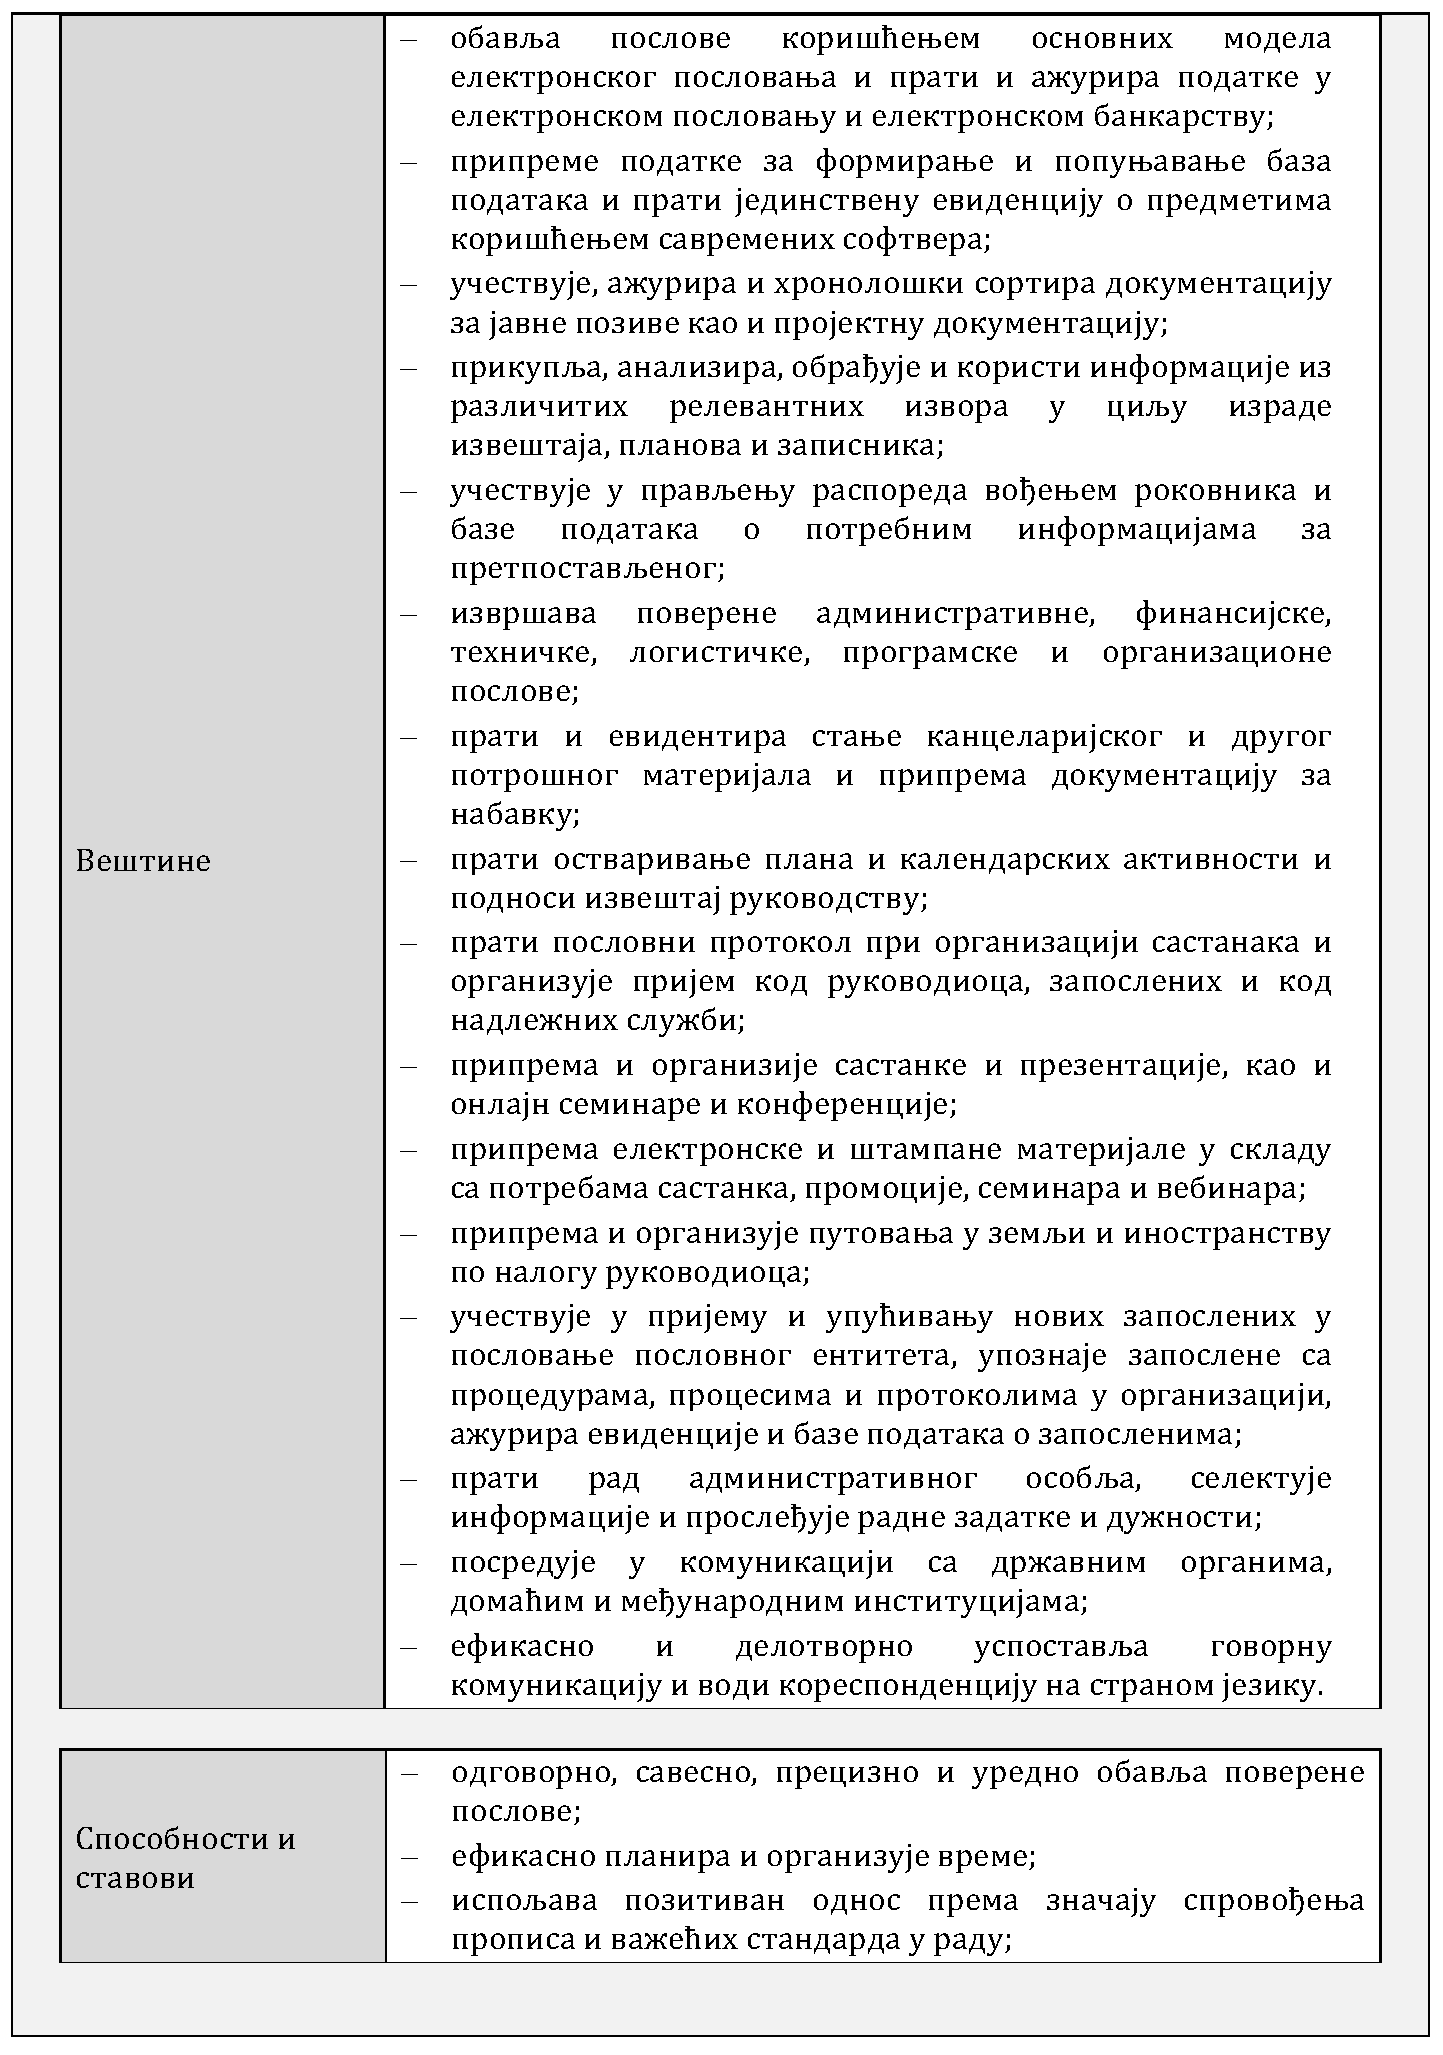 – обавља послове коришћењем основних модела
електронског пословања и прати и ажурира податке у
електронском пословању и електронском банкарству;
– припреме податке за формирање и попуњавање база
података и прати јединствену евиденцију о предметима
коришћењем савремених софтвера;
– учествује, ажурира и хронолошки сортира документацију
за јавне позиве као и пројектну документацију;
– прикупља, анализира, обрађује и користи информације из
различитих релевантних извора у циљу израде
извештаја, планова и записника;
– учествује у прављењу распореда вођењем роковника и
базе података о потребним информацијама за
претпостављеног;
– извршава поверене административне, финансијске,
техничке, логистичке, програмске и организационе
послове;
– прати и евидентира стање канцеларијског и другог
потрошног материјала и припрема документацију за
набавку;
Вештине
– прати остваривање плана и календарских активности и
подноси извештај руководству;
– прати пословни протокол при организацији састанака и
организује пријем код руководиоца, запослених и код
надлежних служби;
– припрема и организије састанке и презентације, као и
онлајн семинаре и конференције;
– припрема електронске и штампане материјале у складу
са потребама састанка, промоције, семинара и вебинара;
– припрема и организује путовања у земљи и иностранству
по налогу руководиоца;
– учествује у пријему и упућивању нових запослених у
пословање пословног ентитета, упознаје запослене са
процедурама, процесима и протоколима у организацији,
ажурира евиденције и базе података о запосленима;
– прати рад административног особља, селектује
информације и прослеђује радне задатке и дужности;
– посредује у комуникацији са државним органима,
домаћим и међународним институцијама;
– ефикасно и делотворно успоставља говорну
комуникацију и води кореспонденцију на страном језику.
Способности и
ставови
– одговорно, савесно, прецизно и уредно обавља поверене
послове;
– ефикасно планира и организује време;
– испољава позитиван однос према значају спровођења
прописа и важећих стандарда у раду;